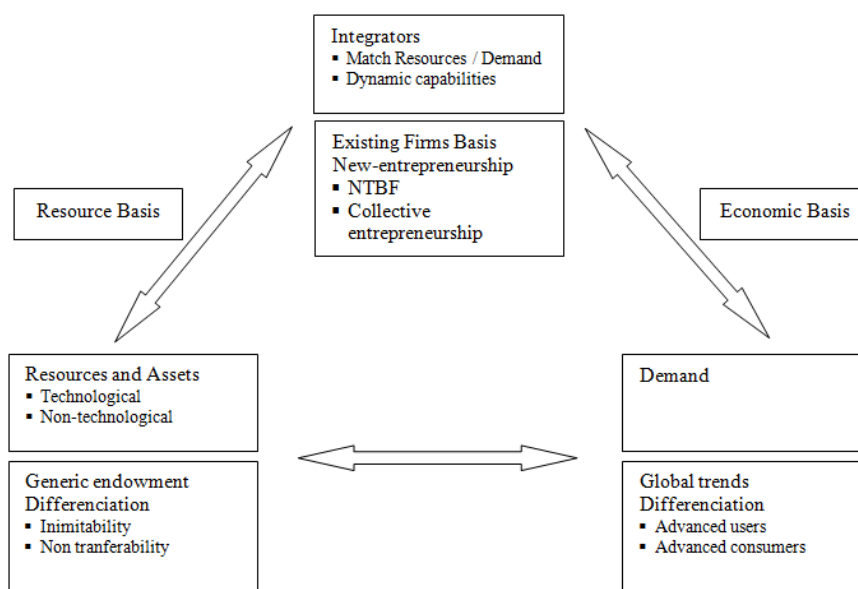 Integrators
▪ Match Resources / Demand
▪ Dynamic capabilities
Existing Firms Basis
New-entrepreneurship
▪ NTBF
▪ Collective
entrepreneurship
Resource Basis
Economic Basis
Resources and Assets
▪ Technological
▪ Non-technological
Demand
Generic endowment
Differenciation
▪ Inimitability
▪ Non tranferability
Global trends
Differenciation
▪ Advanced users
▪ Advanced consumers